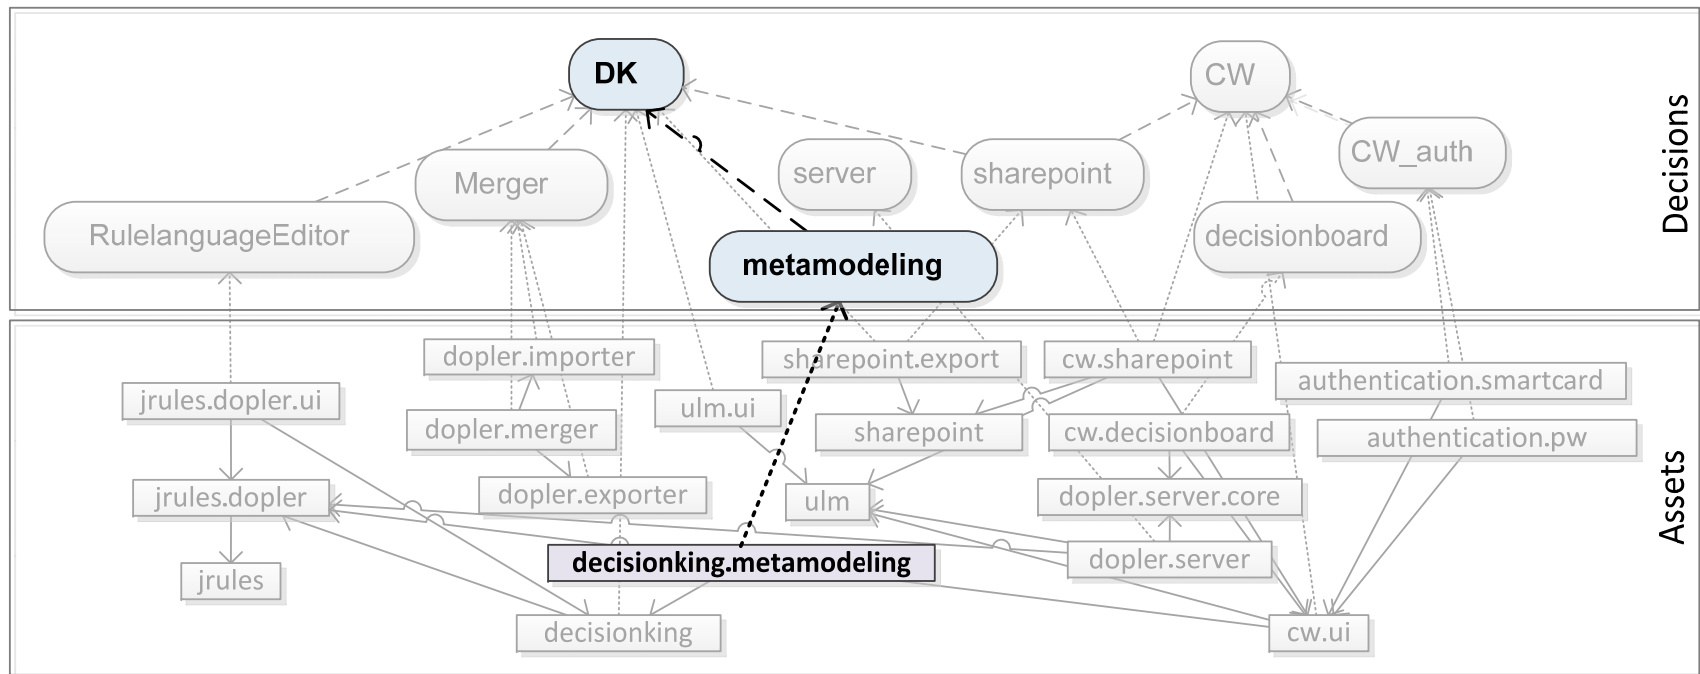 DK
CW
Decisions
CW_auth
server
sharepoint
Merger
RulelanguageEditor
decisionboard
metamodeling
dopler.importer
sharepoint.export
cw.sharepoint
authentication.smartcard
jrules.dopler.ui
ulm.ui
dopler.merger
sharepoint
cw.decisionboard
authentication.pw
Assets
jrules.dopler
dopler.exporter
ulm
dopler.server.core
decisionking.metamodeling
dopler.server
jrules
decisionking
cw.ui